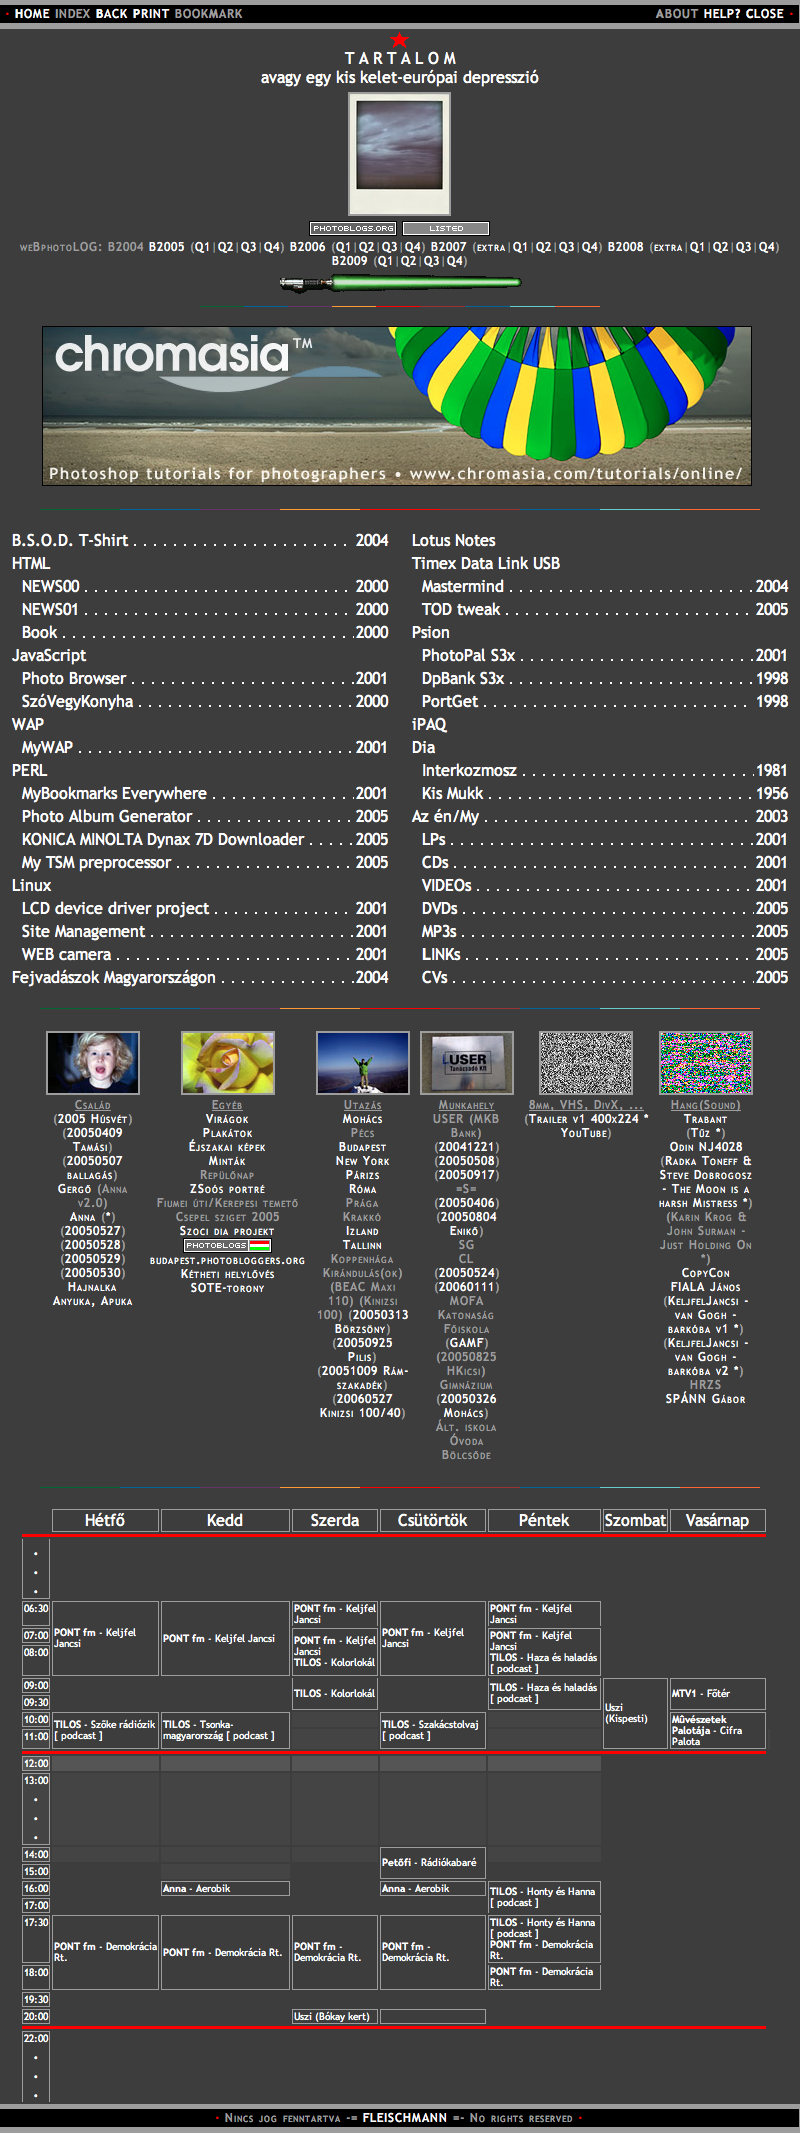 · HOME INDEX BACK PRINT BOOKMARK
ABOUT HELP? CLOSE ·
TARTALOM
avagy egy kis kelet-európai depresszió
PHOTOBLOGS.ORG LISTED
weBphotoLOG: B2004 B2005 (Q1|Q2|Q3|Q4) B2006 (Q1|Q2|Q3|Q4) B2007 (extra|Q1|Q2|Q3|Q4) B2008 (extra|Q1|Q2|Q3|Q4)
B2009 (Q1|Q2|Q3|Q4)
chromasia™
Photoshop tutorials for photographers • www.chromasia.com/tutorials/online/
B.S.O.D. T-Shirt . . . . . . . . . . . . . . . . . . . . . . 2004
HTML
NEWS00 . . . . . . . . . . . . . . . . . . . . . . . . . . . 2000
NEWS01 . . . . . . . . . . . . . . . . . . . . . . . . . . . 2000
Book . . . . . . . . . . . . . . . . . . . . . . . . . . . . . 2000
JavaScript
Photo Browser . . . . . . . . . . . . . . . . . . . . . . 2001
SzóVegyKonyha . . . . . . . . . . . . . . . . . . . . . . 2000
WAP
MyWAP . . . . . . . . . . . . . . . . . . . . . . . . . . . . 2001
PERL
MyBookmarks Everywhere . . . . . . . . . . . . . . 2001
Photo Album Generator . . . . . . . . . . . . . . . . 2005
KONICA MINOLTA Dynax 7D Downloader . . . . . 2005
My TSM preprocessor . . . . . . . . . . . . . . . . . . 2005
Linux
LCD device driver project . . . . . . . . . . . . . . 2001
Site Management . . . . . . . . . . . . . . . . . . . . . 2001
WEB camera . . . . . . . . . . . . . . . . . . . . . . . . 2001
Fejvadászok Magyarországon . . . . . . . . . . . . . 2004
Lotus Notes
Timex Data Link USB
Mastermind . . . . . . . . . . . . . . . . . . . . . . . . . 2004
TOD tweak . . . . . . . . . . . . . . . . . . . . . . . . . 2005
Psion
PhotoPal S3x . . . . . . . . . . . . . . . . . . . . . . . . 2001
DpBank S3x . . . . . . . . . . . . . . . . . . . . . . . . . 1998
PortGet . . . . . . . . . . . . . . . . . . . . . . . . . . . 1998
iPAQ
Dia
Interkozmosz . . . . . . . . . . . . . . . . . . . . . . . . 1981
Kis Mukk . . . . . . . . . . . . . . . . . . . . . . . . . . . 1956
Az én/My . . . . . . . . . . . . . . . . . . . . . . . . . . . 2003
LPs . . . . . . . . . . . . . . . . . . . . . . . . . . . . . . 2001
CDs . . . . . . . . . . . . . . . . . . . . . . . . . . . . . . 2001
VIDEOs . . . . . . . . . . . . . . . . . . . . . . . . . . . . 2001
DVDs . . . . . . . . . . . . . . . . . . . . . . . . . . . . . 2005
MP3s . . . . . . . . . . . . . . . . . . . . . . . . . . . . . 2005
LINKs . . . . . . . . . . . . . . . . . . . . . . . . . . . . . 2005
CVs . . . . . . . . . . . . . . . . . . . . . . . . . . . . . . 2005
Család
(2005 Húsvét)
(20050409
Tamási)
(20050507
ballagás)
Gergő (Anna
v2.0)
Anna (*)
(20050527)
(20050528)
(20050529)
(20050530)
Hajnalka
Anyuka, Apuka
Egyéb
Virágok
Plakátok
Éjszakai képek
Minták
Repülőnap
ZSoós portré
Fiumei úti/Kerepesi temető
Csepel sziget 2005
Szoci dia projekt
PHOTOBLOGS
budapest.photobloggers.org
Kétheti helylövés
SOTE-torony
Utazás
Mohács
Pécs
Budapest
New York
Párizs
Róma
Prága
Krakkó
Izland
Tallinn
Koppenhága
Kirándulás(ok)
(BEAC Maxi
110) (Kinizsi
100) (20050313
Börzsöny)
(20050925
Pilis)
(20051009 Rám-
szakadék)
(20060527
Kinizsi 100/40)
USER
Tanácsadó Kft
Munkahely
USER (MKB
Bank)
(20041221)
(20050508)
(20050917)
=S=
(20050406)
(20050804
Enikő)
SG
CL
(20050524)
(20060111)
MOFA
Katonaság
Főiskola
(GAMF)
(20050825
HKicsi)
Gimnázium
(20050326
Mohács)
Ált. iskola
Óvoda
Bölcsőde
8mm, VHS, DivX, ...
(Trailer v1 400x224 *
YouTube)
Hang(Sound)
Trabant
(Tűz *)
Odin NJ4028
(Radka Toneff &
Steve Dobrogosz
- The Moon is a
harsh Mistress *)
(Karin Krog &
John Surman -
Just Holding On
*)
CopyCon
FIALA János
(KeljfelJancsi -
van Gogh -
barkóba v1 *)
(KeljfelJancsi -
van Gogh -
barkóba v2 *)
HRZS
SPÁNN Gábor
Hétfő Kedd Szerda Csütörtök Péntek Szombat Vasárnap
06:30
07:00
08:00
PONT fm - Keljfel
Jancsi
PONT fm - Keljfel Jancsi
PONT fm - Keljfel
Jancsi
PONT fm - Keljfel
Jancsi
TILOS - Kolorlokál
PONT fm - Keljfel
Jancsi
PONT fm - Keljfel
Jancsi
PONT fm - Keljfel
Jancsi
TILOS - Haza és haladás
[ podcast ]
09:00
09:30
TILOS - Kolorlokál
TILOS - Haza és haladás
[ podcast ]
Uszi
(Kispesti)
MTV1 - Főtér
10:00
11:00
TILOS - Szőke rádiózik
[ podcast ]
TILOS - Tsonka-
magyarország [ podcast ]
TILOS - Szakácstolvaj
[ podcast ]
Művészetek
Palotája - Cifra
Palota
12:00
13:00
14:00
15:00
Petőfi - Rádiókabaré
16:00
Anna - Aerobik
Anna - Aerobik
17:00
TILOS - Honty és Hanna
[ podcast ]
17:30
18:00
PONT fm - Demokrácia
Rt.
PONT fm - Demokrácia Rt.
PONT fm -
Demokrácia Rt.
PONT fm -
Demokrácia Rt.
TILOS - Honty és Hanna
[ podcast ]
PONT fm - Demokrácia
Rt.
PONT fm - Demokrácia
Rt.
19:30
20:00
Uszi (Bókay kert)
22:00
· Nincs jog fenntartva -= FLEISCHMANN =- No rights reserved ·